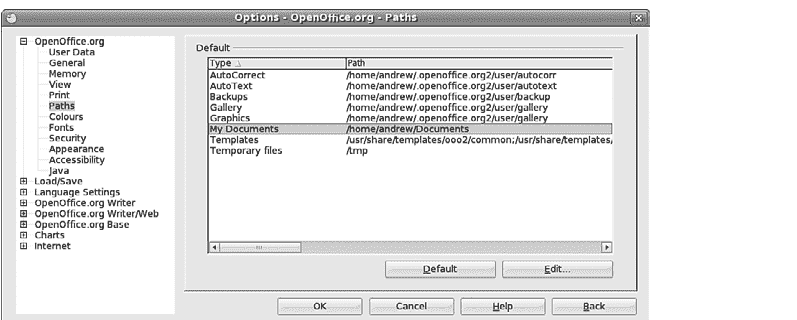 Options - OpenOffice.org - Paths
OpenOffice.org
User Data
General
Memory
View
Print
Paths
Colours
Fonts
Security
Appearance
Accessibility
Java
Load/Save
Language Settings
OpenOffice.org Writer
OpenOffice.org Writer/Web
OpenOffice.org Base
Charts
Internet
Default
Type Path
AutoCorrect /home/andrew/.openoffice.org2/user/autocorr
AutoText /home/andrew/.openoffice.org2/user/autotext
Backups /home/andrew/.openoffice.org2/user/backup
Gallery /home/andrew/.openoffice.org2/user/gallery
Graphics /home/andrew/.openoffice.org2/user/gallery
My Documents /home/andrew/Documents
Templates /usr/share/templates/ooo2/common;/usr/share/templates/
Temporary files /tmp
Default Edit...
OK Cancel Help Back